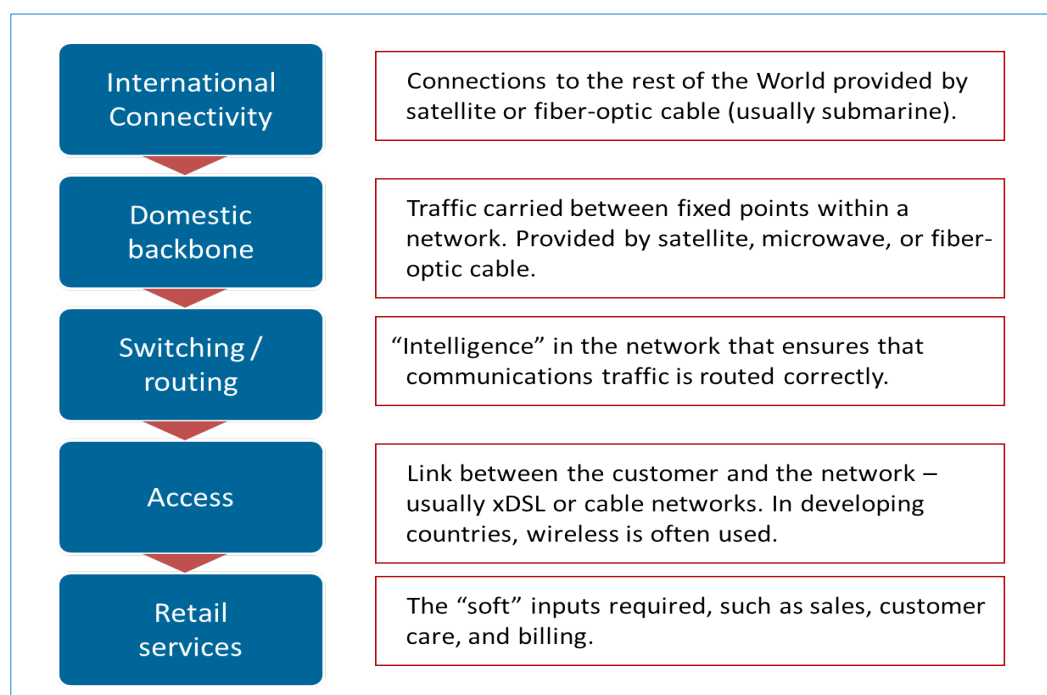 International
Connectivity
Connections to the rest of the World provided by
satellite or fiber-optic cable (usually submarine).
Domestic
backbone
Traffic carried between fixed points within a
network. Provided by satellite, microwave, or fiber-
optic cable.
Switching /
routing
“Intelligence” in the network that ensures that
communications traffic is routed correctly.
Access
Link between the customer and the network –
usually xDSL or cable networks. In developing
countries, wireless is often used.
Retail
services
The “soft” inputs required, such as sales, customer
care, and billing.